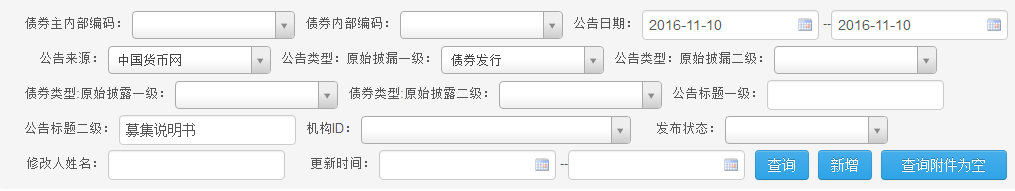 债券主内部编码： 债券内部编码： 公告日期： 2016-11-10 -- 2016-11-10
公告来源： 中国货币网 公告类型：原始披漏一级： 债券发行 公告类型：原始披漏二级：
债券类型:原始披露一级： 债券类型:原始披露二级： 公告标题一级：
公告标题二级： 募集说明书 机构ID： 发布状态：
修改人姓名： 更新时间： -- 查询 新增 查询附件为空